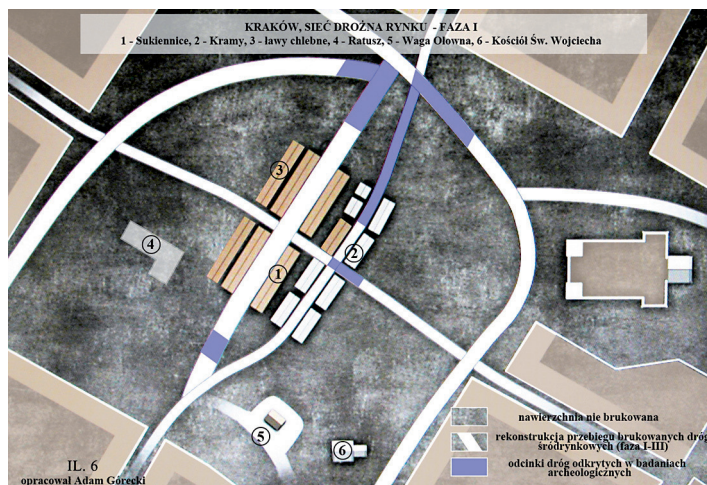 KRAKÓW, SIEĆ DROŻNA RYNKU - FAZA I
1 - Sukiennice, 2 - Kramy, 3 - ławy chlebne, 4 - Ratusz, 5 - Waga Ołowna, 6 - Kościół Św. Wojciecha
3
4
2
1
5
6
nawierzchnia nie brukowana
rekonstrukcja przebiegu brukowanych dróg
śródrynkowych (faza I-III)
odcinki dróg odkrytych w badaniach
archeologicznych
IL. 6
opracował Adam Górecki